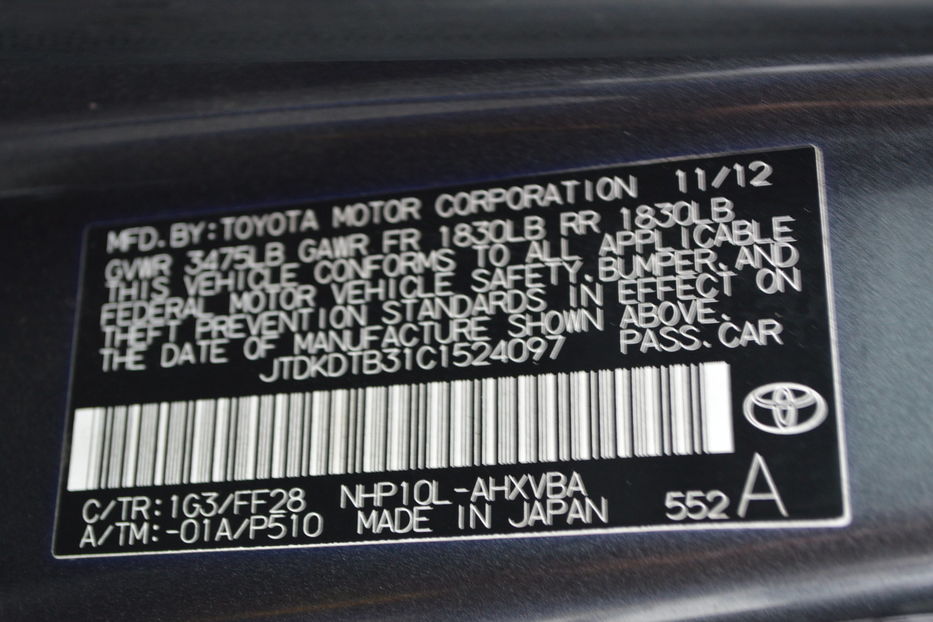 MFD.BY:TOYOTA MOTOR CORPORATION 11/12
GVWR 3475LB GAWR FR 1830LB RR 1830LB
THIS VEHICLE CONFORMS TO ALL APPLICABLE
FEDERAL MOTOR VEHICLE SAFETY,BUMPER,AND
THEFT PREVENTION STANDARDS IN EFFECT ON
THE DATE OF MANUFACTURE SHOWN ABOVE.
JTDKDTB31C1524097 PASS.CAR
C/TR:1G3/FF28 NHP10L-AHXVBA
A/TM:-01A/P510 MADE IN JAPAN 552 A